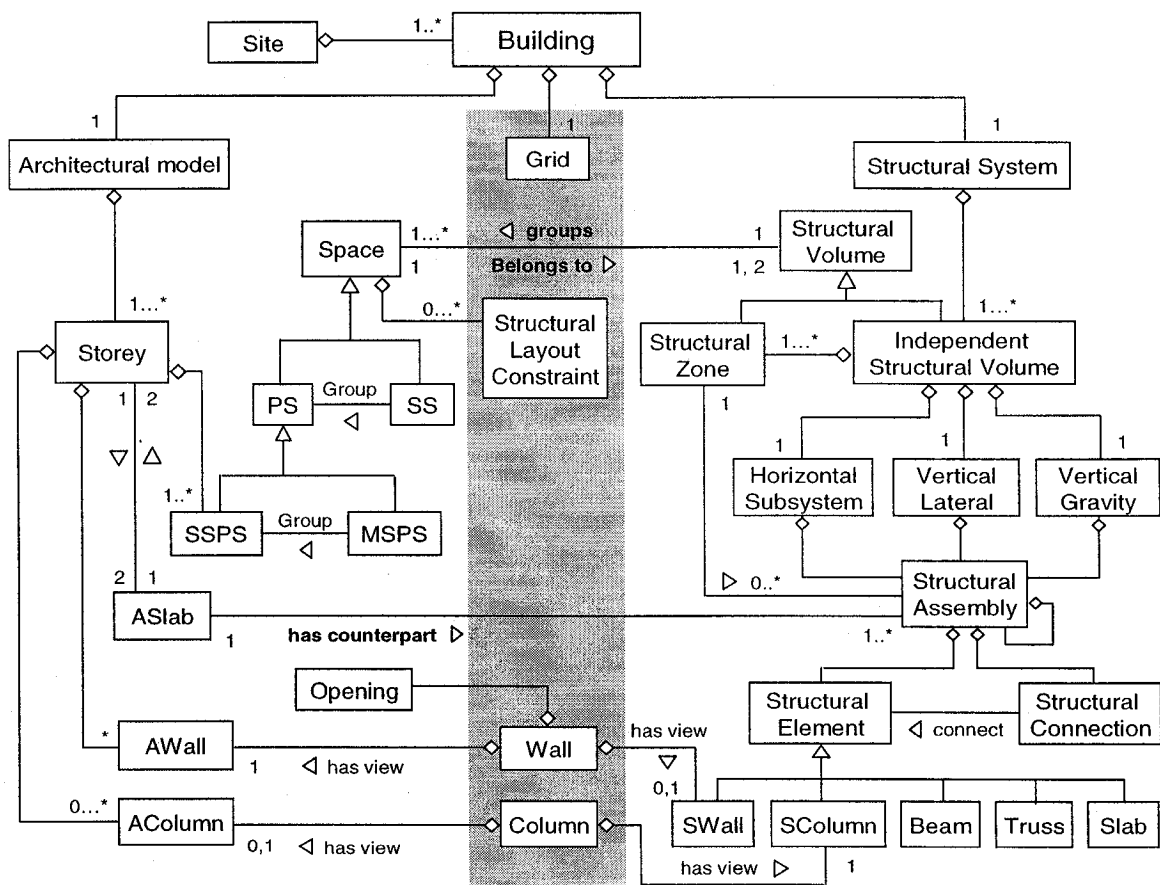 Site
1..*
Building
1
1
1
Architectural model
Grid
Structural System
Space
1...*
groups
1
Structural
Volume
1
Belongs to
1, 2
1...*
0...*
1...*
Storey
Structural
Layout
Constraint
Structural
Zone
1...*
Independent
Structural Volume
1
2
PS
Group
SS
1
1
1
1
Horizontal
Subsystem
Vertical
Lateral
Vertical
Gravity
1..*
SSPS
Group
MSPS
2
1
0..*
Structural
Assembly
ASlab
1
has counterpart
1..*
Opening
Structural
Element
connect
Structural
Connection
*
AWall
1
has view
Wall
has view
0,1
0...*
AColumn
0,1
has view
Column
has view
SWall
SColumn
Beam
Truss
Slab
1